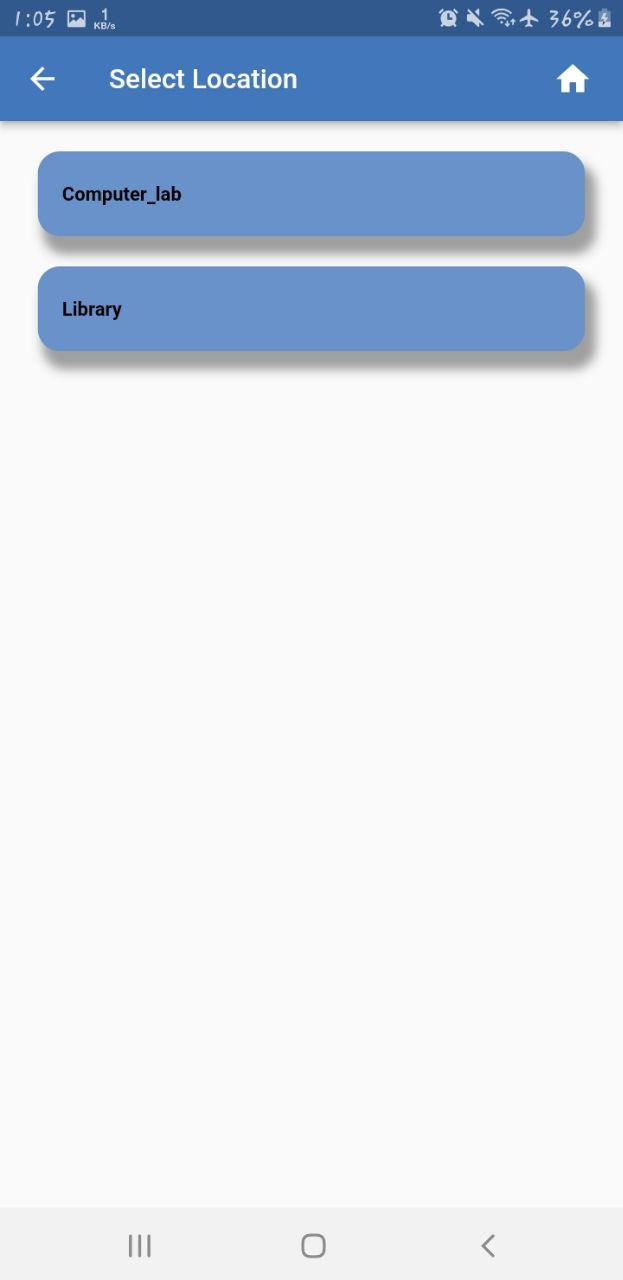 1:05 1 KB/s 36%
Select Location
Computer_lab
Library